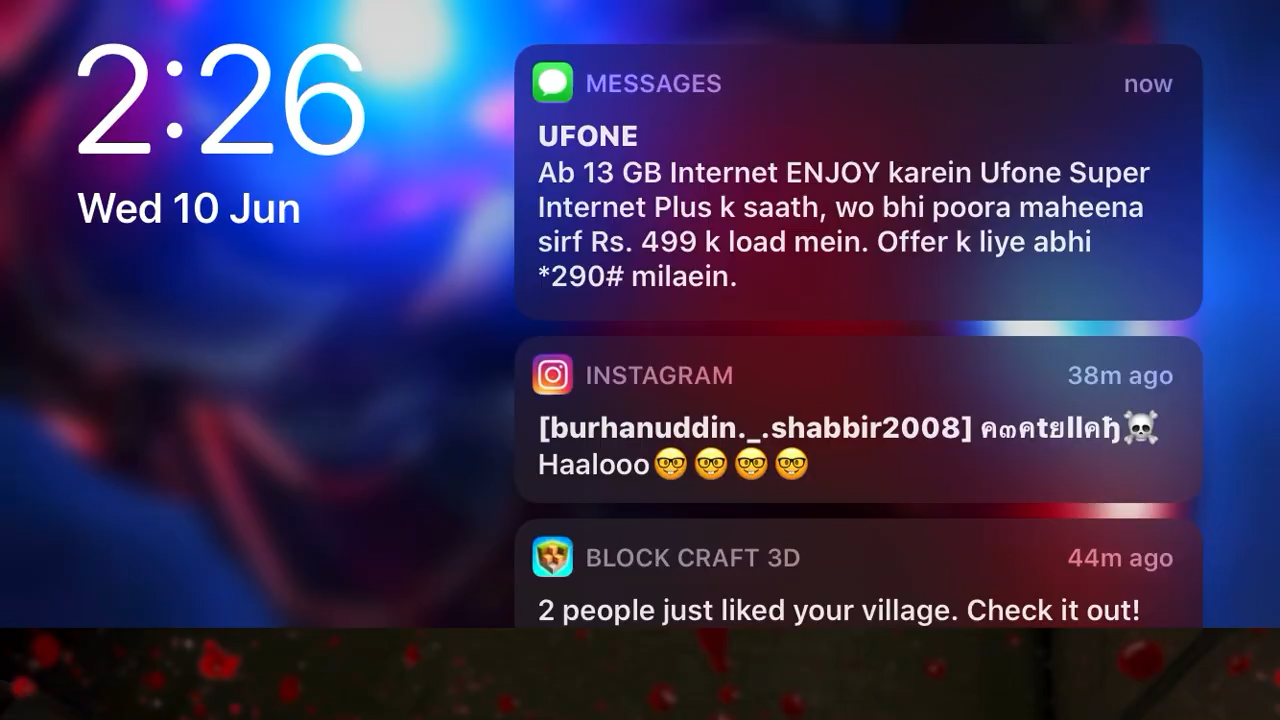 2:26
Wed 10 Jun
MESSAGES
now
UFONE
Ab 13 GB Internet ENJOY karein Ufone Super
Internet Plus k saath, wo bhi poora maheena
sirf Rs. 499 k load mein. Offer k liye abhi
*290# milaein.
INSTAGRAM
38m ago
[burhanuddin._.shabbir2008] ค๓คtยllคђ☠️
Haalooo🤓🤓🤓🤓
BLOCK CRAFT 3D
44m ago
2 people just liked your village. Check it out!